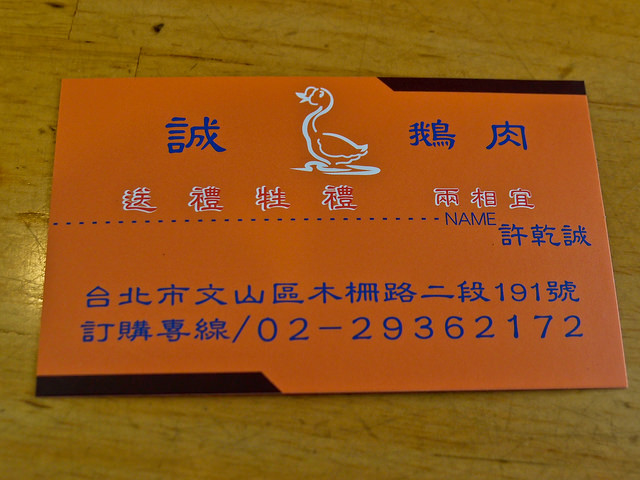 誠 鵝肉
送禮牲禮 兩相宜
NAME 許乾誠
台北市文山區木柵路二段191號
訂購專線/02-29362172